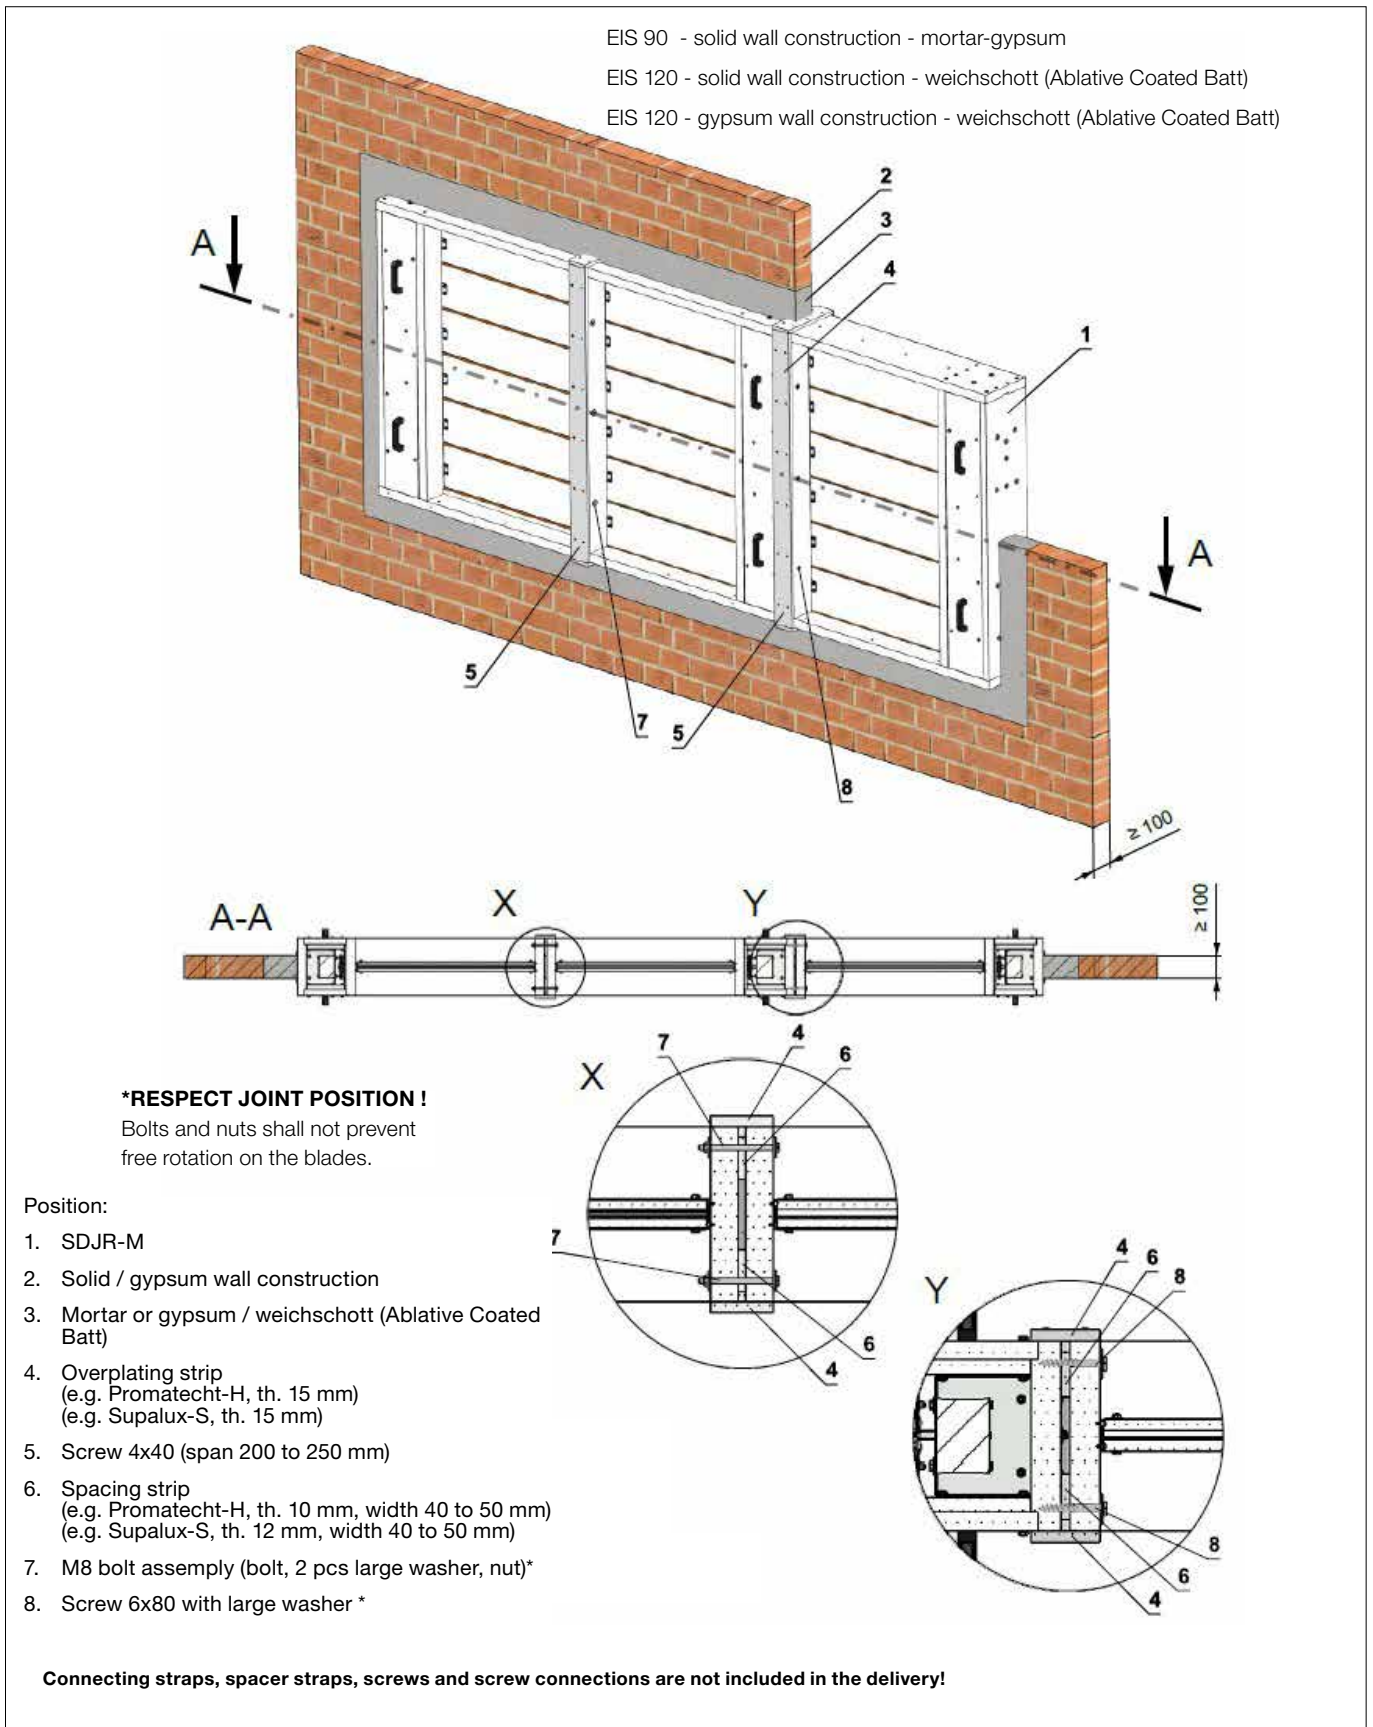 EIS 90 - solid wall construction - mortar-gypsum
EIS 120 - solid wall construction - weichschott (Ablative Coated Batt)
EIS 120 - gypsum wall construction - weichschott (Ablative Coated Batt)
2
3
4
1
A
A
5
7
5
8
≥ 100
A-A
X
Y
≥ 100
7
4
6
X
7
6
4
*RESPECT JOINT POSITION !
Bolts and nuts shall not prevent
free rotation on the blades.
Y
4
6
8
8
6
4
Position:
1. SDJR-M
2. Solid / gypsum wall construction
3. Mortar or gypsum / weichschott (Ablative Coated
Batt)
4. Overplating strip
(e.g. Promatecht-H, th. 15 mm)
(e.g. Supalux-S, th. 15 mm)
5. Screw 4x40 (span 200 to 250 mm)
6. Spacing strip
(e.g. Promatecht-H, th. 10 mm, width 40 to 50 mm)
(e.g. Supalux-S, th. 12 mm, width 40 to 50 mm)
7. M8 bolt assemply (bolt, 2 pcs large washer, nut)*
8. Screw 6x80 with large washer *
Connecting straps, spacer straps, screws and screw connections are not included in the delivery!